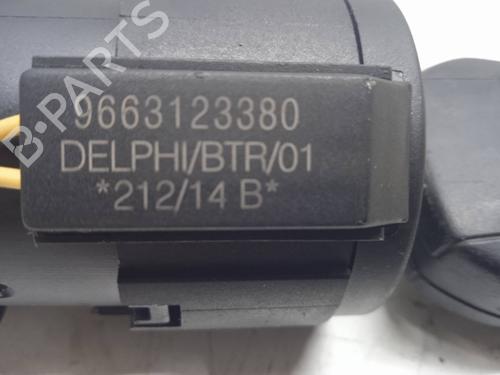 9663123380
DELPHI/BTR/01
*212/14 B*
B-PARTS